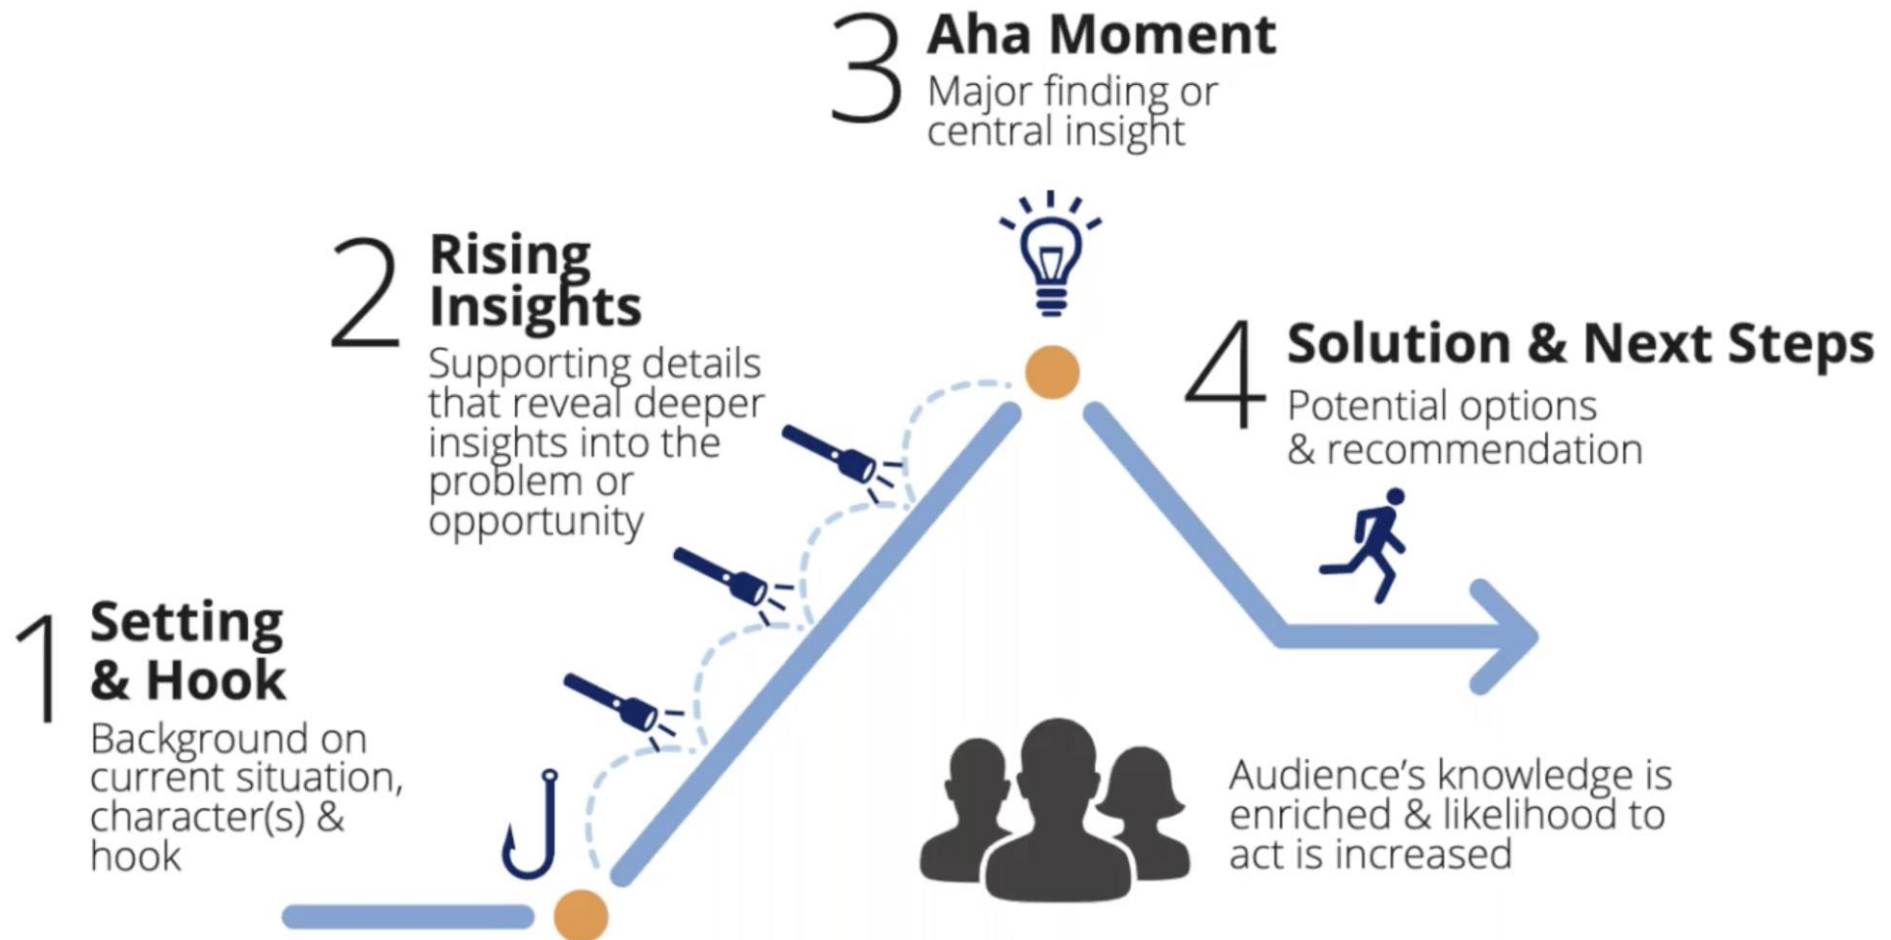 1
Setting
& Hook
Background on
current situation,
character(s) &
hook
2
Rising
Insights
Supporting details
that reveal deeper
insights into the
problem or
opportunity
3
Aha Moment
Major finding or
central insight
4
Solution & Next Steps
Potential options
& recommendation
Audience’s knowledge is
enriched & likelihood to
act is increased